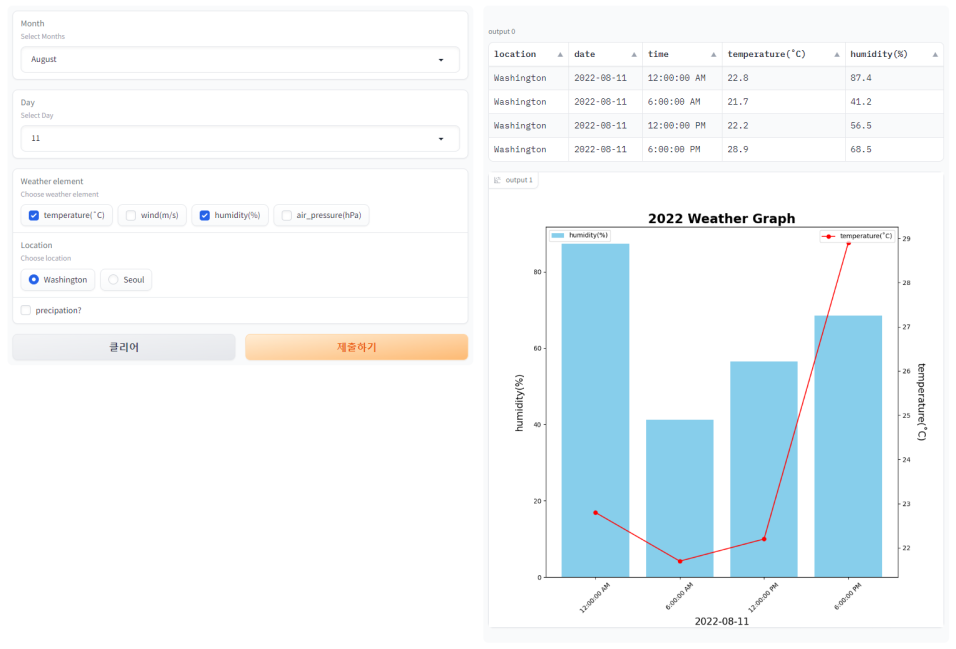 Month
Select Months
August
Day
Select Day
11
Weather element
Choose weather element
temperature(˚C) wind(m/s) humidity(%) air_pressure(hPa)
Location
Choose location
Washington Seoul
precipation?
클리어 제출하기
output 0
location date time temperature(˚C) humidity(%)
Washington 2022-08-11 12:00:00 AM 22.8 87.4
Washington 2022-08-11 6:00:00 AM 21.7 41.2
Washington 2022-08-11 12:00:00 PM 22.2 56.5
Washington 2022-08-11 6:00:00 PM 28.9 68.5
output 1
2022 Weather Graph
humidity(%) temperature(˚C)
80
60
40
20
0
humidity(%)
29
28
27
26
25
24
23
22
temperature(˚C)
12:00:00 AM 6:00:00 AM 12:00:00 PM 6:00:00 PM
2022-08-11